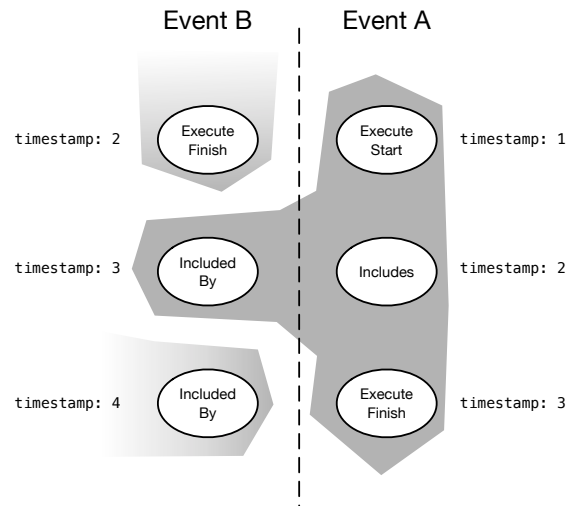 Event B Event A
timestamp: 2 Execute Finish Execute Start timestamp: 1
timestamp: 3 Included By Includes timestamp: 2
timestamp: 4 Included By Execute Finish timestamp: 3